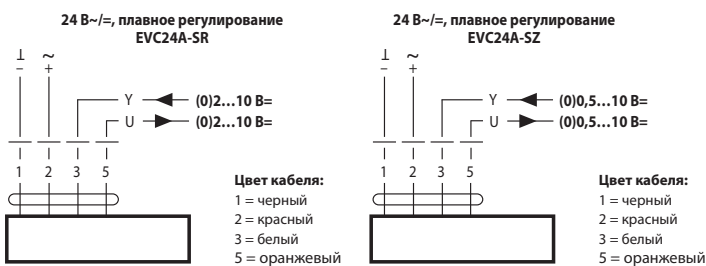 24 В~/=, плавное регулирование
EVC24A-SR
⊥ ~
– +
Y (0)2…10 В=
U (0)2…10 В=
1 2 3 5
Цвет кабеля:
1 = черный
2 = красный
3 = белый
5 = оранжевый
24 В~/=, плавное регулирование
EVC24A-SZ
⊥ ~
– +
Y (0)0,5…10 В=
U (0)0,5…10 В=
1 2 3 5
Цвет кабеля:
1 = черный
2 = красный
3 = белый
5 = оранжевый